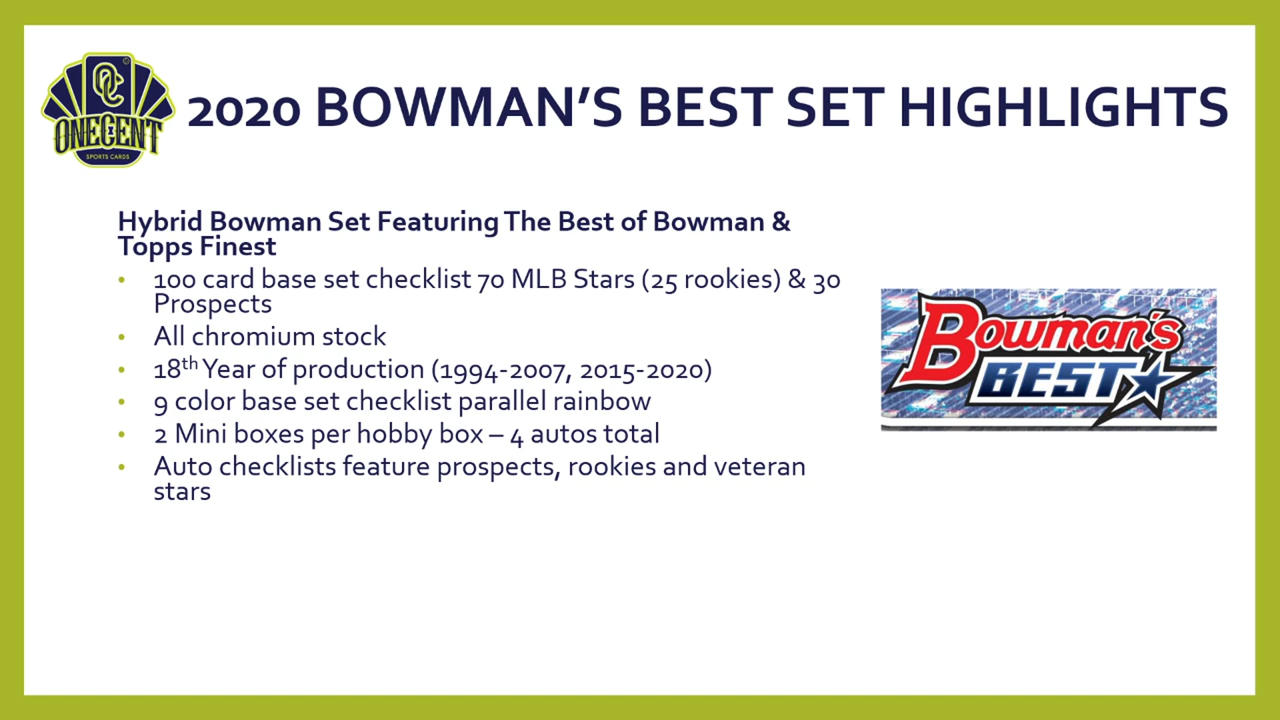 OC
ONECENT
SPORTS CARDS
2020 BOWMAN'S BEST SET HIGHLIGHTS
Hybrid Bowman Set Featuring The Best of Bowman &
Topps Finest
• 100 card base set checklist 70 MLB Stars (25 rookies) & 30
Prospects
• All chromium stock
• 18th Year of production (1994-2007, 2015-2020)
• 9 color base set checklist parallel rainbow
• 2 Mini boxes per hobby box – 4 autos total
• Auto checklists feature prospects, rookies and veteran
stars
Bowman's
BEST